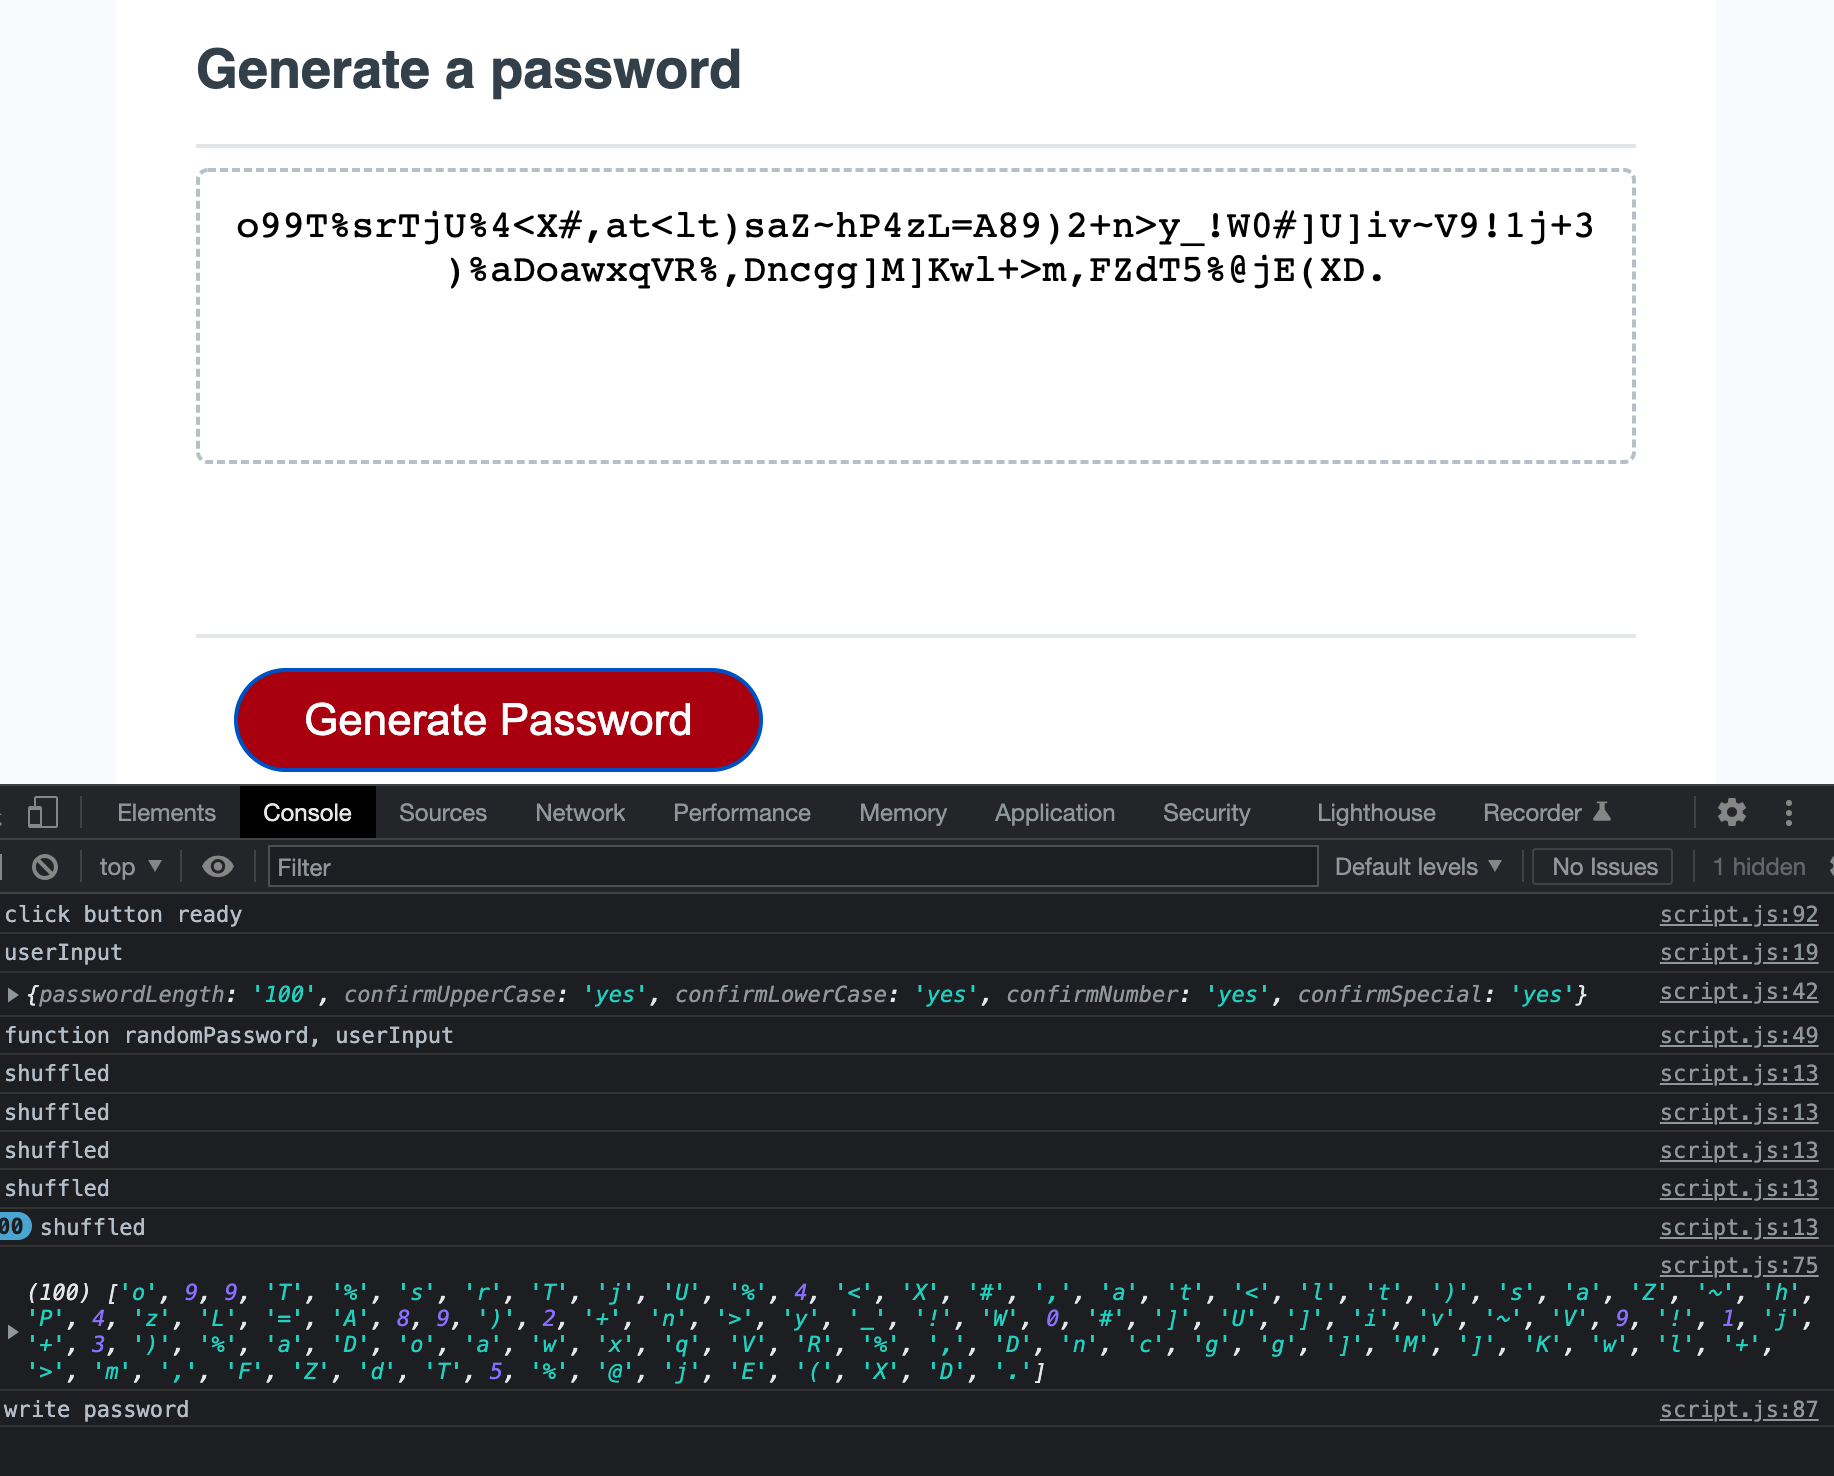 Generate a password
o99T%srTjU%4<X#,at<lt)saZ~hP4zL=A89)2+n>y_!W0#]U]iv~V9!1j+3
)%aDoawxqVR%,Dncgg]M]Kwl+>m,FZdT5%@jE(XD.
Generate Password
Elements Console Sources Network Performance Memory Application Security Lighthouse Recorder
top Filter Default levels No Issues 1 hidden
click button ready script.js:92
userInput script.js:19
{passwordLength: '100', confirmUpperCase: 'yes', confirmLowerCase: 'yes', confirmNumber: 'yes', confirmSpecial: 'yes'} script.js:42
function randomPassword, userInput script.js:49
shuffled script.js:13
shuffled script.js:13
shuffled script.js:13
shuffled script.js:13
00 shuffled script.js:13
script.js:75
(100) ['o', 9, 9, 'T', '%', 's', 'r', 'T', 'j', 'U', '%', 4, '<', 'X', '#', ',', 'a', 't', '<', 'l', 't', ')', 's', 'a', 'Z', '~', 'h',
'P', 4, 'z', 'L', '=', 'A', 8, 9, ')', 2, '+', 'n', '>', 'y', '_', '!', 'W', 0, '#', ']', 'U', ']', 'i', 'v', '~', 'V', 9, '!', 1, 'j',
'+', 3, ')', '%', 'a', 'D', 'o', 'a', 'w', 'x', 'q', 'V', 'R', '%', ',', 'D', 'n', 'c', 'g', 'g', ']', 'M', ']', 'K', 'w', 'l', '+',
'>', 'm', ',', 'F', 'Z', 'd', 'T', 5, '%', '@', 'j', 'E', '(', 'X', 'D', '.']
write password script.js:87